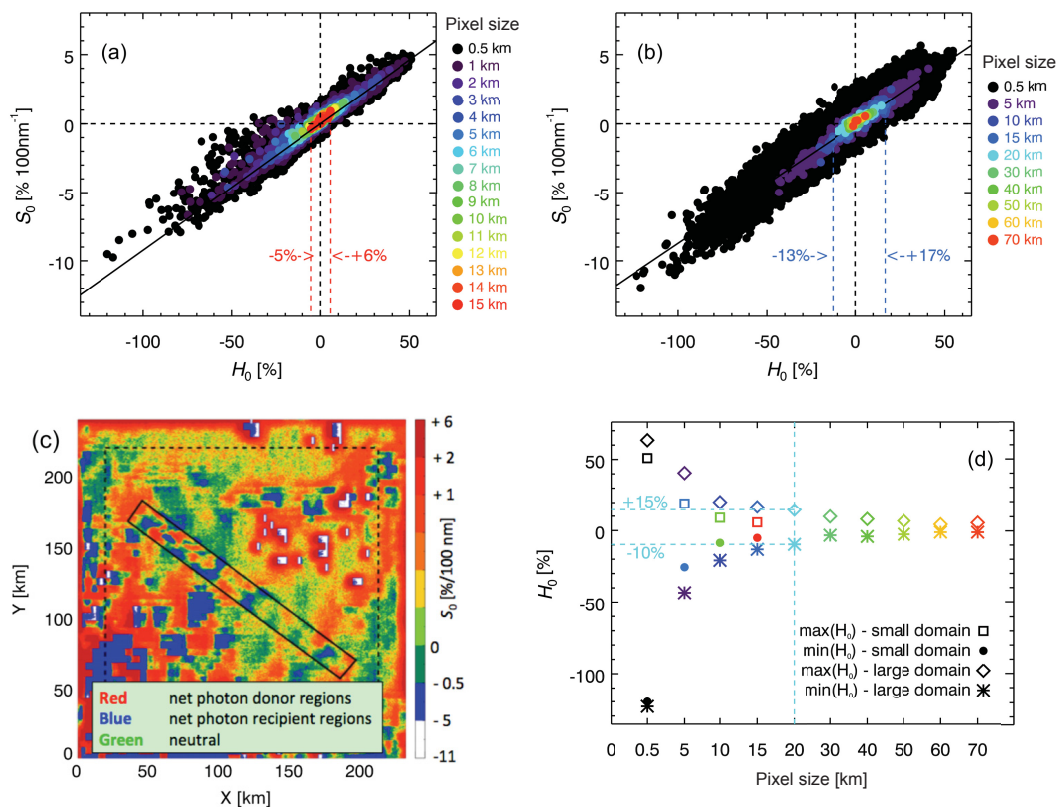 (a)
S₀ [% 100nm⁻¹]
5
0
-5
-10
-5%->
<-+6%
-100
-50
0
50
H₀ [%]
Pixel size
0.5 km
1 km
2 km
3 km
4 km
5 km
6 km
7 km
8 km
9 km
10 km
11 km
12 km
13 km
14 km
15 km
(b)
S₀ [% 100nm⁻¹]
5
0
-5
-10
-13%->
<-+17%
-100
-50
0
50
H₀ [%]
Pixel size
0.5 km
5 km
10 km
15 km
20 km
30 km
40 km
50 km
60 km
70 km
(c)
Y [km]
200
150
100
50
0
Red net photon donor regions
Blue net photon recipient regions
Green neutral
0
50
100
150
200
X [km]
+ 6
+ 2
+ 1
0
- 0.5
- 5
-11
S₀ [%/100 nm]
(d)
H₀ [%]
50
0
-50
-100
+15%
-10%
max(H₀) - small domain
min(H₀) - small domain
max(H₀) - large domain
min(H₀) - large domain
0 0.5 5 10 15 20 30 40 50 60 70
Pixel size [km]